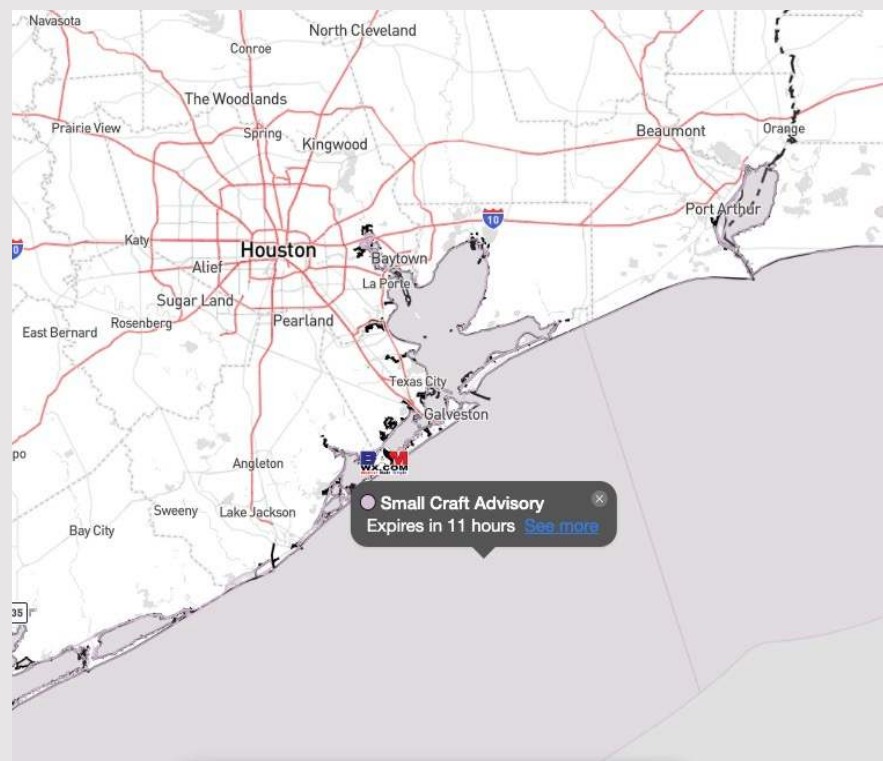 Navasota
North Cleveland
Conroe
The Woodlands
Prairie View
Spring
Kingwood
Beaumont
Orange
Port Arthur
10
Katy
Houston
Baytown
Alief
La Porte
Sugar Land
East Bernard
Rosenberg
Pearland
Texas City
Galveston
po
Angleton
WX.COM
Small Craft Advisory
Expires in 11 hours See more
Sweeny
Lake Jackson
Bay City
35